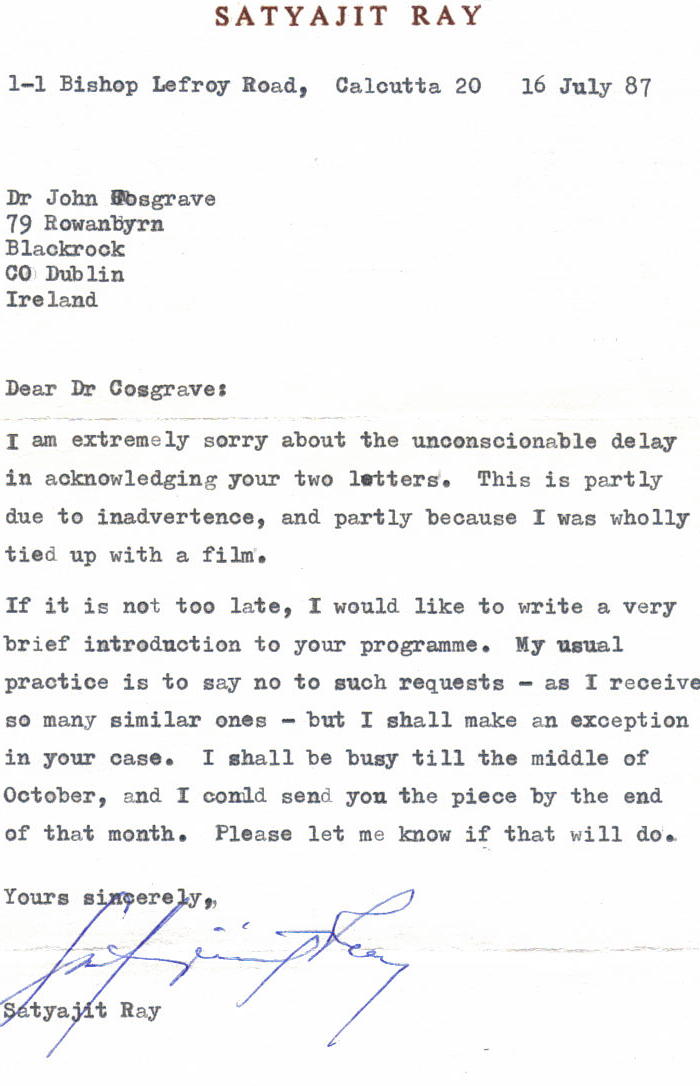 SATYAJIT RAY
1-1 Bishop Lefroy Road, Calcutta 20 16 July 87
Dr John Cosgrave
79 Rowanbyrn
Blackrock
CO Dublin
Ireland
Dear Dr Cosgrave:
I am extremely sorry about the unconscionable delay
in acknowledging your two letters. This is partly
due to inadvertence, and partly because I was wholly
tied up with a film.
If it is not too late, I would like to write a very
brief introduction to your programme. My usual
practice is to say no to such requests - as I receive
so many similar ones - but I shall make an exception
in your case. I shall be busy till the middle of
October, and I conld send you the piece by the end
of that month. Please let me know if that will do.
Yours sincerely,,
Satyajit Ray
Satyajit Ray